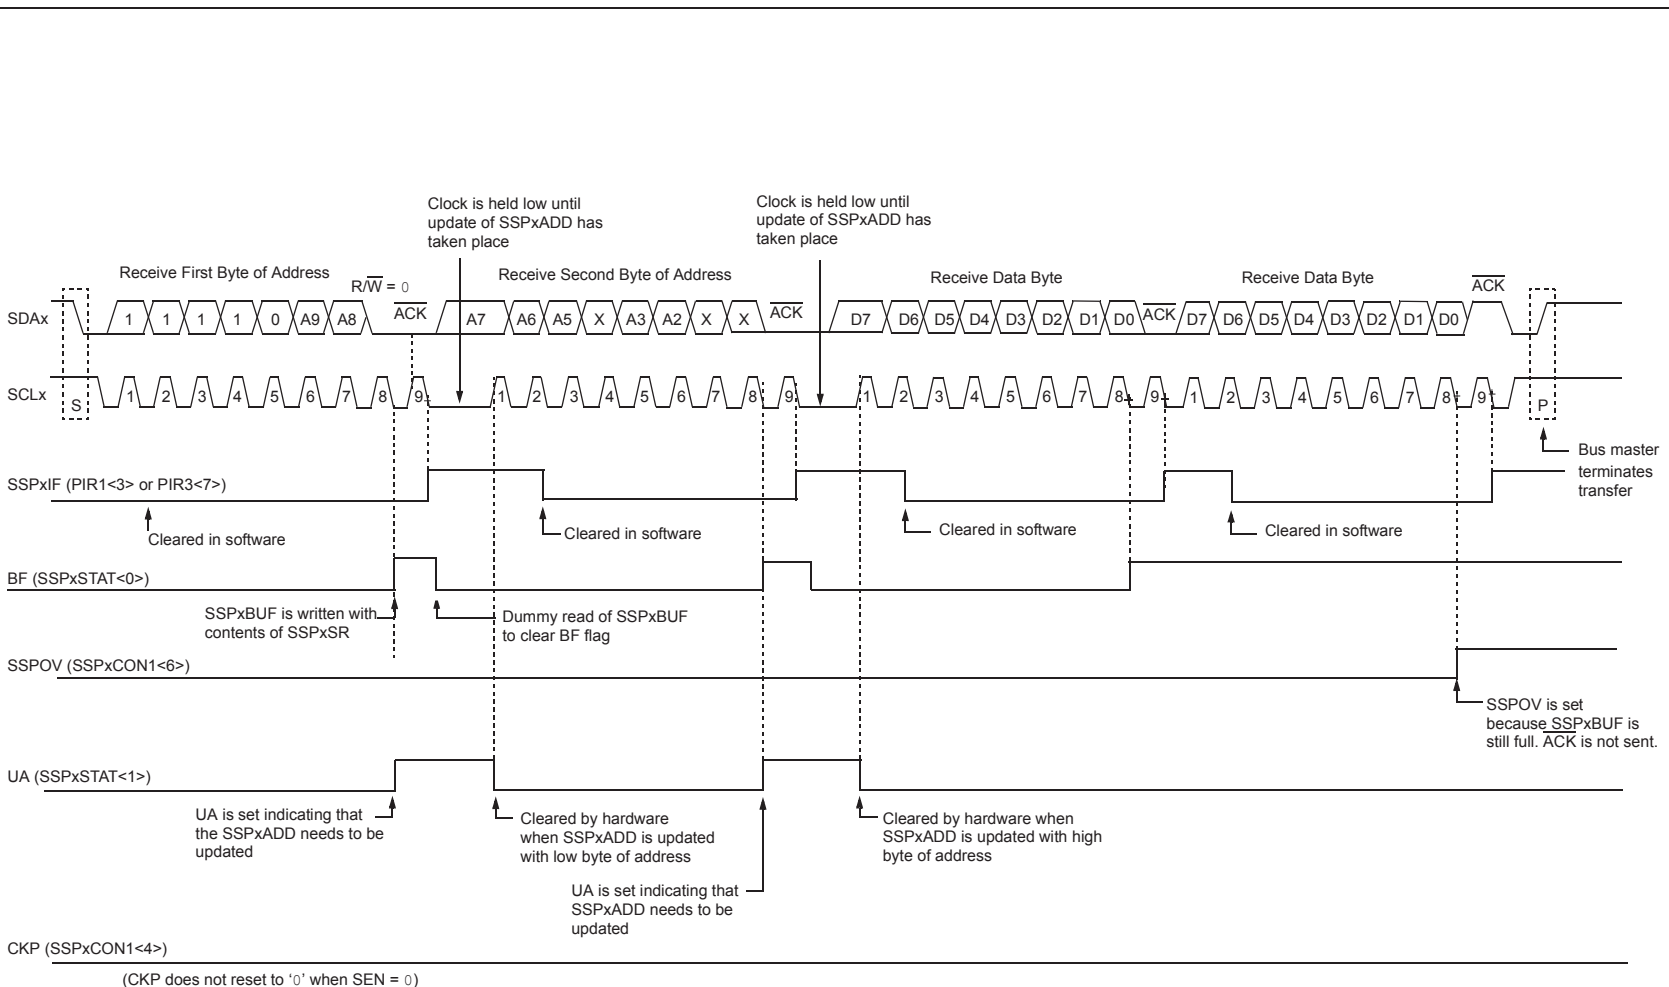 Clock is held low until
update of SSPxADD has
taken place
Clock is held low until
update of SSPxADD has
taken place
Receive First Byte of Address
R/W = 0
ACK
Receive Second Byte of Address
ACK
Receive Data Byte
ACK
Receive Data Byte
ACK
SDAx
1 1 1 1 0 A9 A8
A7 A6 A5 X A3 A2 X X
D7 D6 D5 D4 D3 D2 D1 D0
D7 D6 D5 D4 D3 D2 D1 D0
SCLx
S
1 2 3 4 5 6 7 8 9
1 2 3 4 5 6 7 8 9
1 2 3 4 5 6 7 8 9
1 2 3 4 5 6 7 8 9
P
Bus master
terminates
transfer
SSPxIF (PIR1<3> or PIR3<7>)
Cleared in software
Cleared in software
Cleared in software
Cleared in software
BF (SSPxSTAT<0>)
SSPxBUF is written with
contents of SSPxSR
Dummy read of SSPxBUF
to clear BF flag
SSPOV (SSPxCON1<6>)
SSPOV is set
because SSPxBUF is
still full. ACK is not sent.
UA (SSPxSTAT<1>)
UA is set indicating that
the SSPxADD needs to be
updated
Cleared by hardware
when SSPxADD is updated
with low byte of address
UA is set indicating that
SSPxADD needs to be
updated
Cleared by hardware when
SSPxADD is updated with high
byte of address
CKP (SSPxCON1<4>)
(CKP does not reset to ‘0’ when SEN = 0)